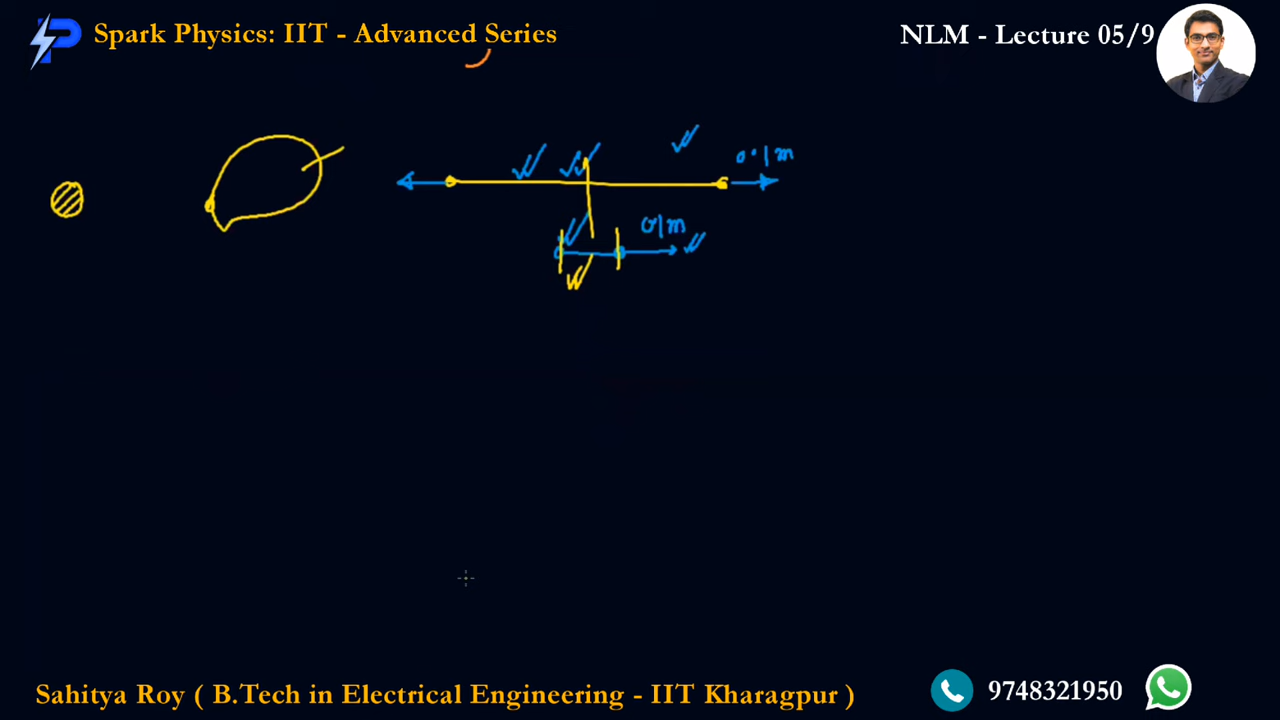 Spark Physics: IIT - Advanced Series
NLM - Lecture 05/9
0.1m
0.1m
Sahitya Roy ( B.Tech in Electrical Engineering - IIT Kharagpur )
9748321950